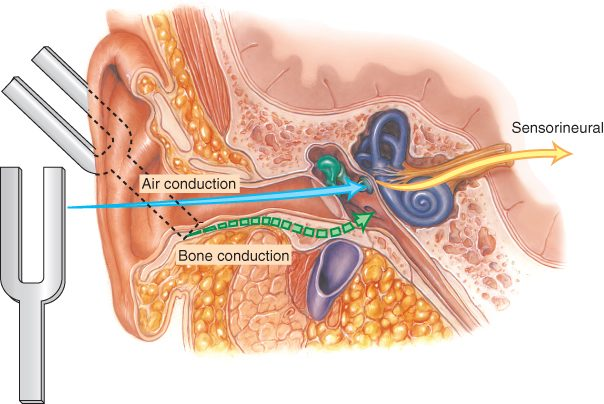 Sensorineural
Air conduction
Bone conduction